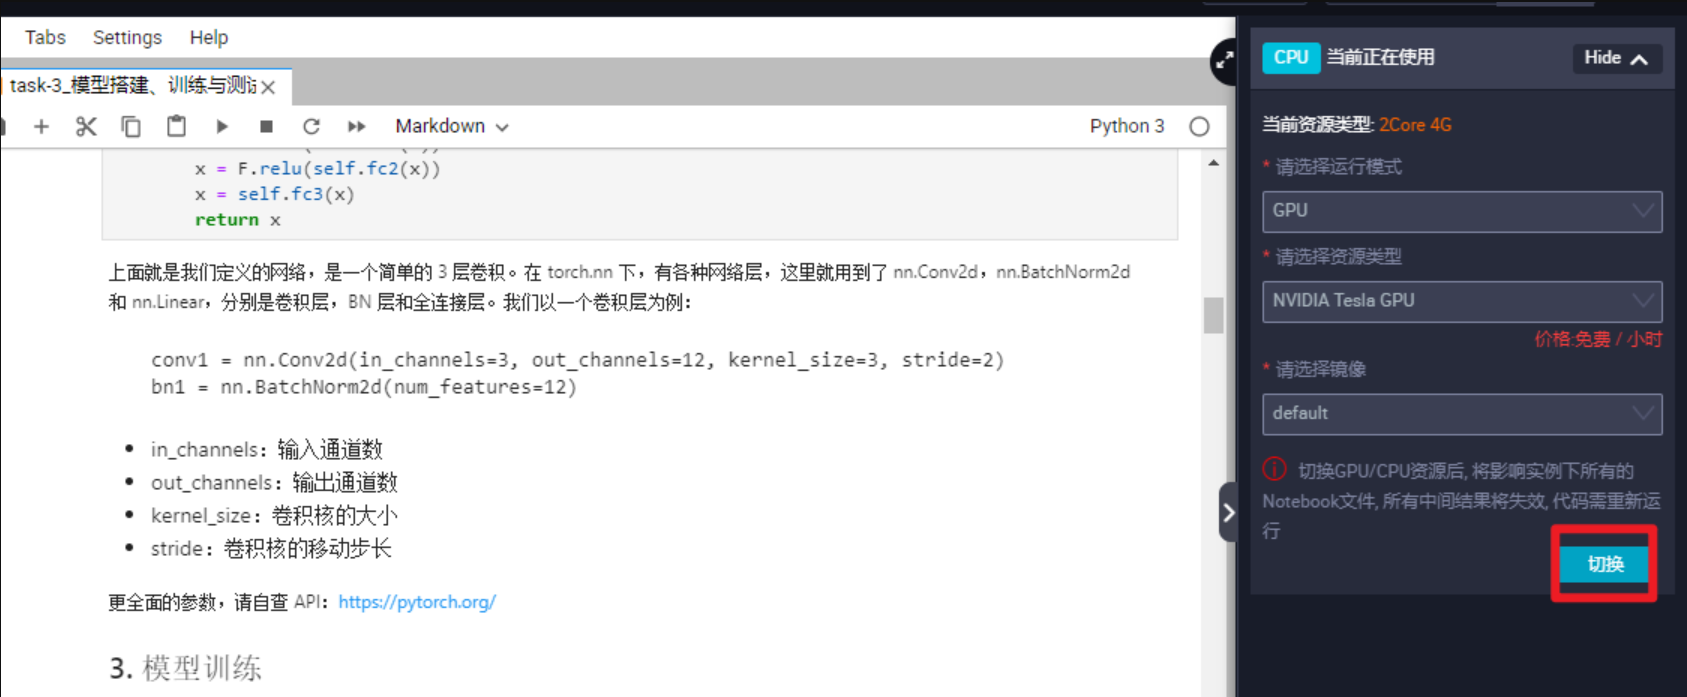 Tabs Settings Help
task-3_模型搭建、训练与测试
Markdown
Python 3
x = F.relu(self.fc2(x))
x = self.fc3(x)
return x
上面就是我们定义的网络，是一个简单的 3 层卷积。在 torch.nn 下，有各种网络层，这里就用到了 nn.Conv2d，nn.BatchNorm2d
和 nn.Linear，分别是卷积层，BN 层和全连接层。我们以一个卷积层为例：
conv1 = nn.Conv2d(in_channels=3, out_channels=12, kernel_size=3, stride=2)
bn1 = nn.BatchNorm2d(num_features=12)
• in_channels：输入通道数
• out_channels：输出通道数
• kernel_size：卷积核的大小
• stride：卷积核的移动步长
更全面的参数，请自查 API：https://pytorch.org/
3. 模型训练
CPU 当前正在使用
Hide
当前资源类型: 2Core 4G
* 请选择运行模式
GPU
* 请选择资源类型
NVIDIA Tesla GPU
价格:免费 / 小时
* 请选择镜像
default
切换GPU/CPU资源后, 将影响实例下所有的
Notebook文件, 所有中间结果将失效, 代码需重新运
行
切换